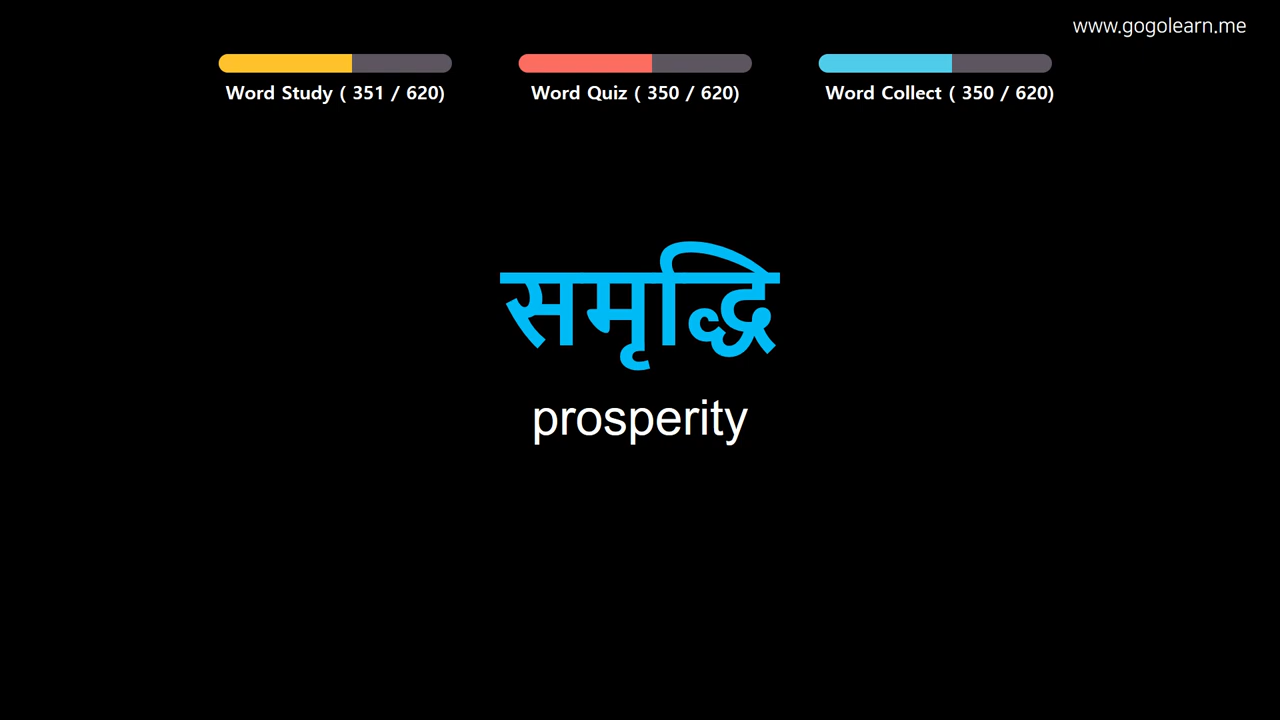 www.gogolearn.me
Word Study ( 351 / 620)
Word Quiz ( 350 / 620)
Word Collect ( 350 / 620)
समृद्धि
prosperity